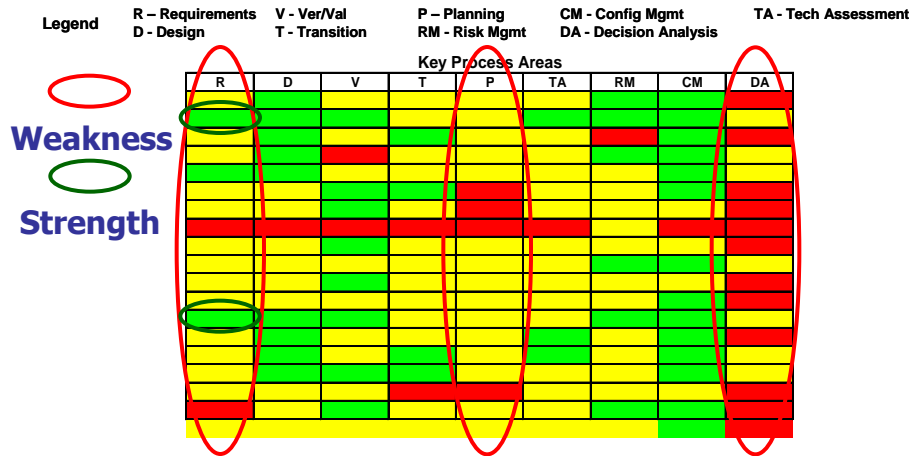 Legend
R – Requirements V - Ver/Val P – Planning CM - Config Mgmt TA - Tech Assessment
D - Design T - Transition RM - Risk Mgmt DA - Decision Analysis
Key Process Areas
R D V T P TA RM CM DA
Weakness
Strength